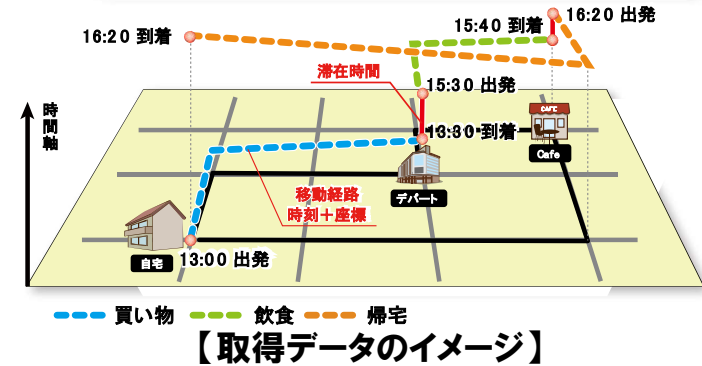 16:20 出発
15:40 到着
16:20 到着
滞在時間
15:30 出発
時間軸
13:30 到着
CAFE
Cafe
移動経路
時刻＋座標
デパート
自宅
13:00 出発
買い物
飲食
帰宅
【取得データのイメージ】